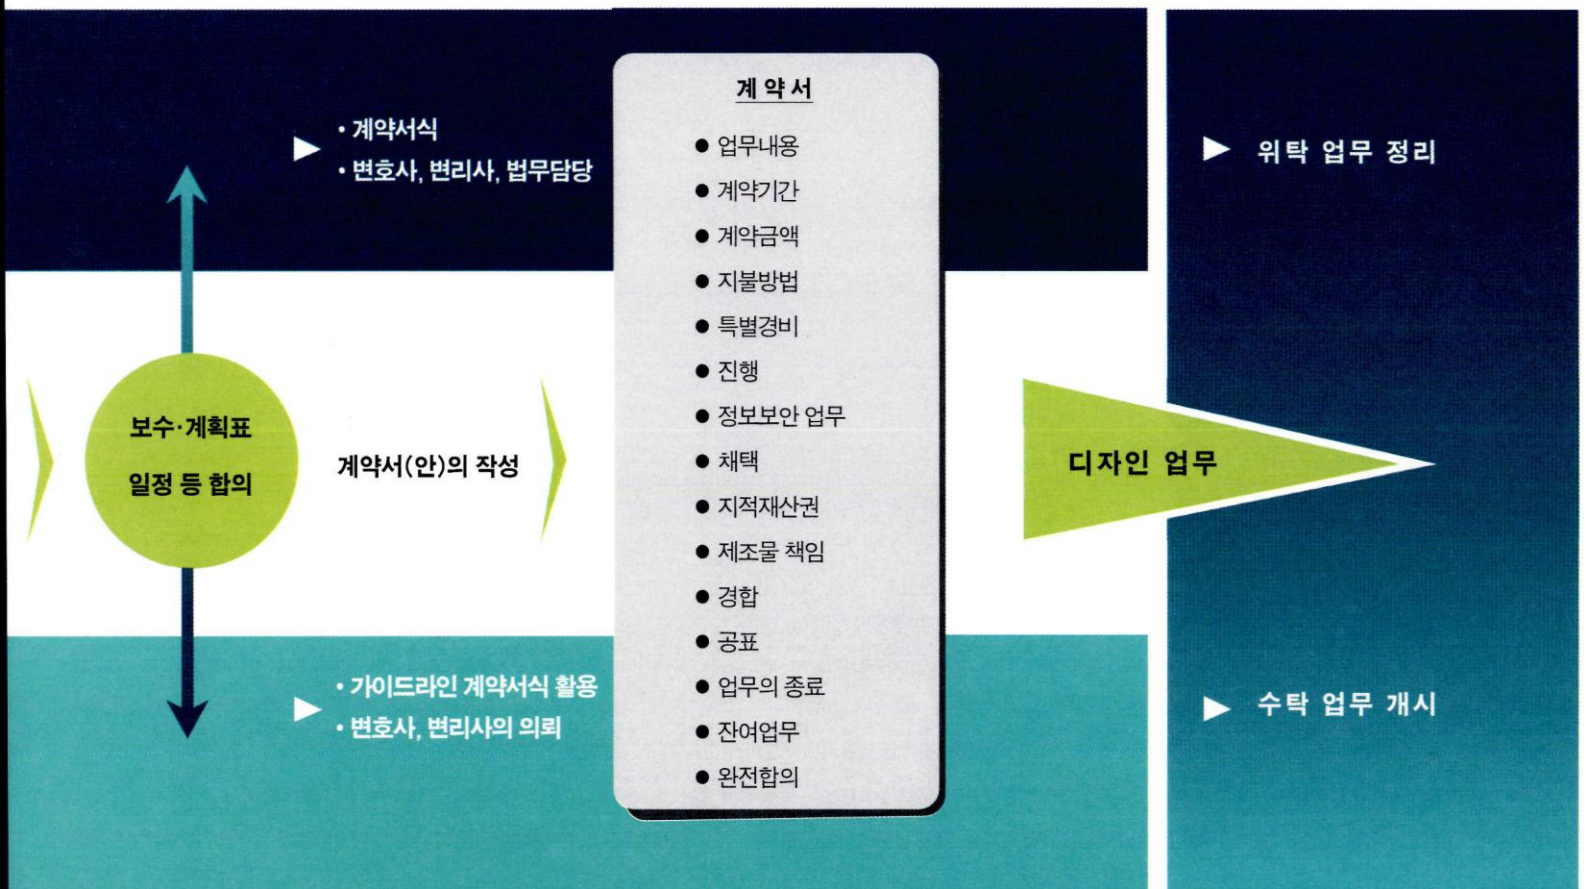 계약서
• 계약서식
• 변호사, 변리사, 법무담당
● 업무내용
● 계약기간
● 계약금액
● 지불방법
● 특별경비
● 진행
● 정보보안 업무
● 채택
● 지적재산권
● 제조물 책임
● 경합
● 공표
● 업무의 종료
● 잔여업무
● 완전합의
위탁 업무 정리
보수·계획표
일정 등 합의
계약서(안)의 작성
디자인 업무
• 가이드라인 계약서식 활용
• 변호사, 변리사의 의뢰
수탁 업무 개시